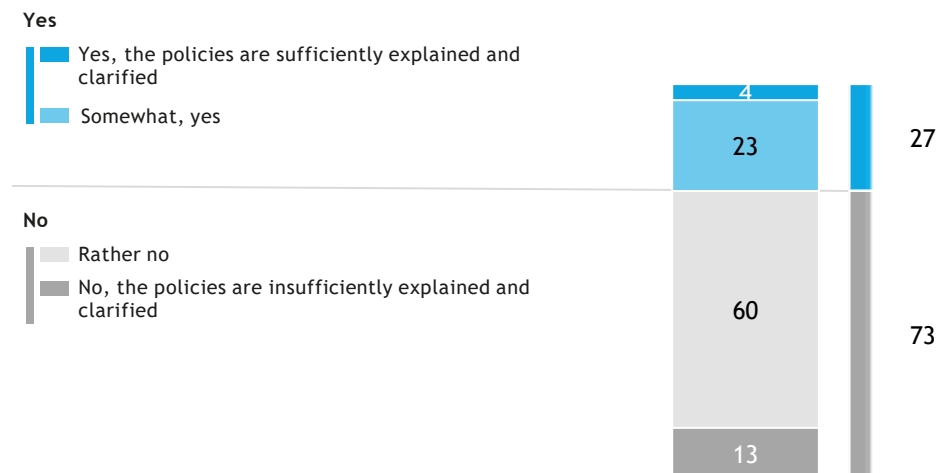 Yes
Yes, the policies are sufficiently explained and
clarified
Somewhat, yes
4
23
27
No
Rather no
No, the policies are insufficiently explained and
clarified
60
73
13